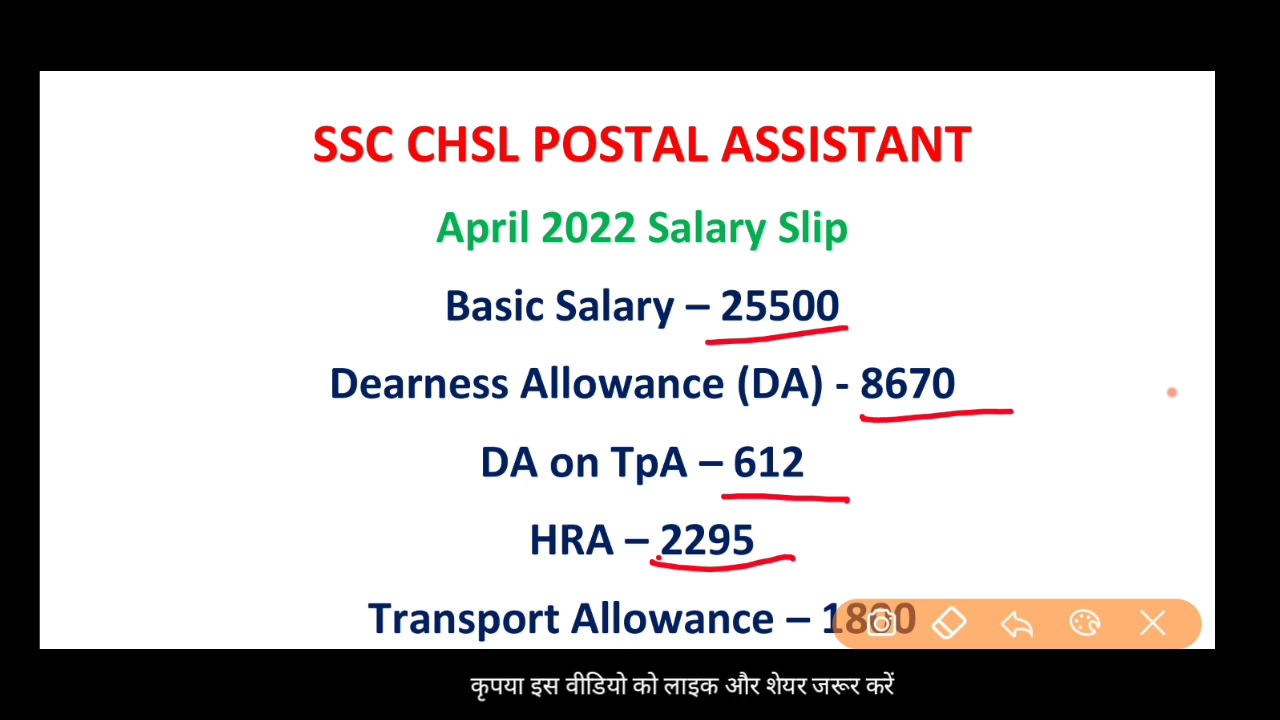 SSC CHSL POSTAL ASSISTANT
April 2022 Salary Slip
Basic Salary – 25500
Dearness Allowance (DA) - 8670
DA on TpA – 612
HRA – 2295
Transport Allowance – 1800
कृपया इस वीडियो को लाइक और शेयर जरूर करें